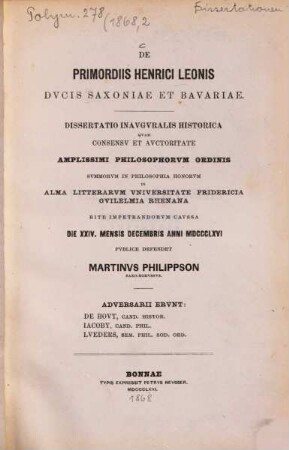 Polym. 278 (1868,2
Dissertationen
DE
PRIMORDIIS HENRICI LEONIS
DVCIS SAXONIAE ET BAVARIAE.
DISSERTATIO INAVGVRALIS HISTORICA
QVAM
CONSENSV ET AVCTORITATE
AMPLISSIMI PHILOSOPHORVM ORDINIS
SVMMORVM IN PHILOSOPHIA HONORVM
IN
ALMA LITTERARVM VNIVERSITATE FRIDERICIA
GVILELMIA RHENANA
RITE IMPETRANDORVM CAVSSA
DIE XXIV. MENSIS DECEMBRIS ANNI MDCCCLXVI
PVBLICE DEFENDET
MARTINVS PHILIPPSON
ADVERSARII ERVNT:
DE HOVT, CAND. HISTOR.
IACOBY, CAND. PHIL.
LVEDERS, SEM. PHIL. SOD. ORD.
BONNAE
TYPIS EXPRESSIT PETRVS NEVSSER.
MDCCCLXVI.
1868